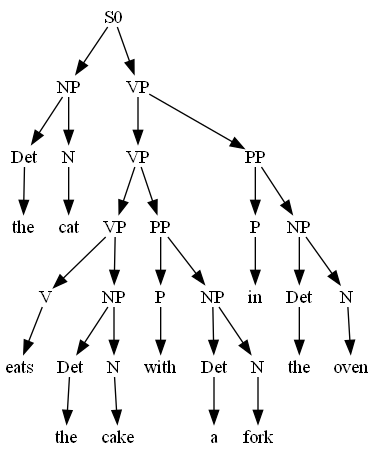 S0
NP VP
Det N VP PP
the cat VP PP P NP
V NP P NP in Det N
eats Det N with Det N the oven
the cake a fork